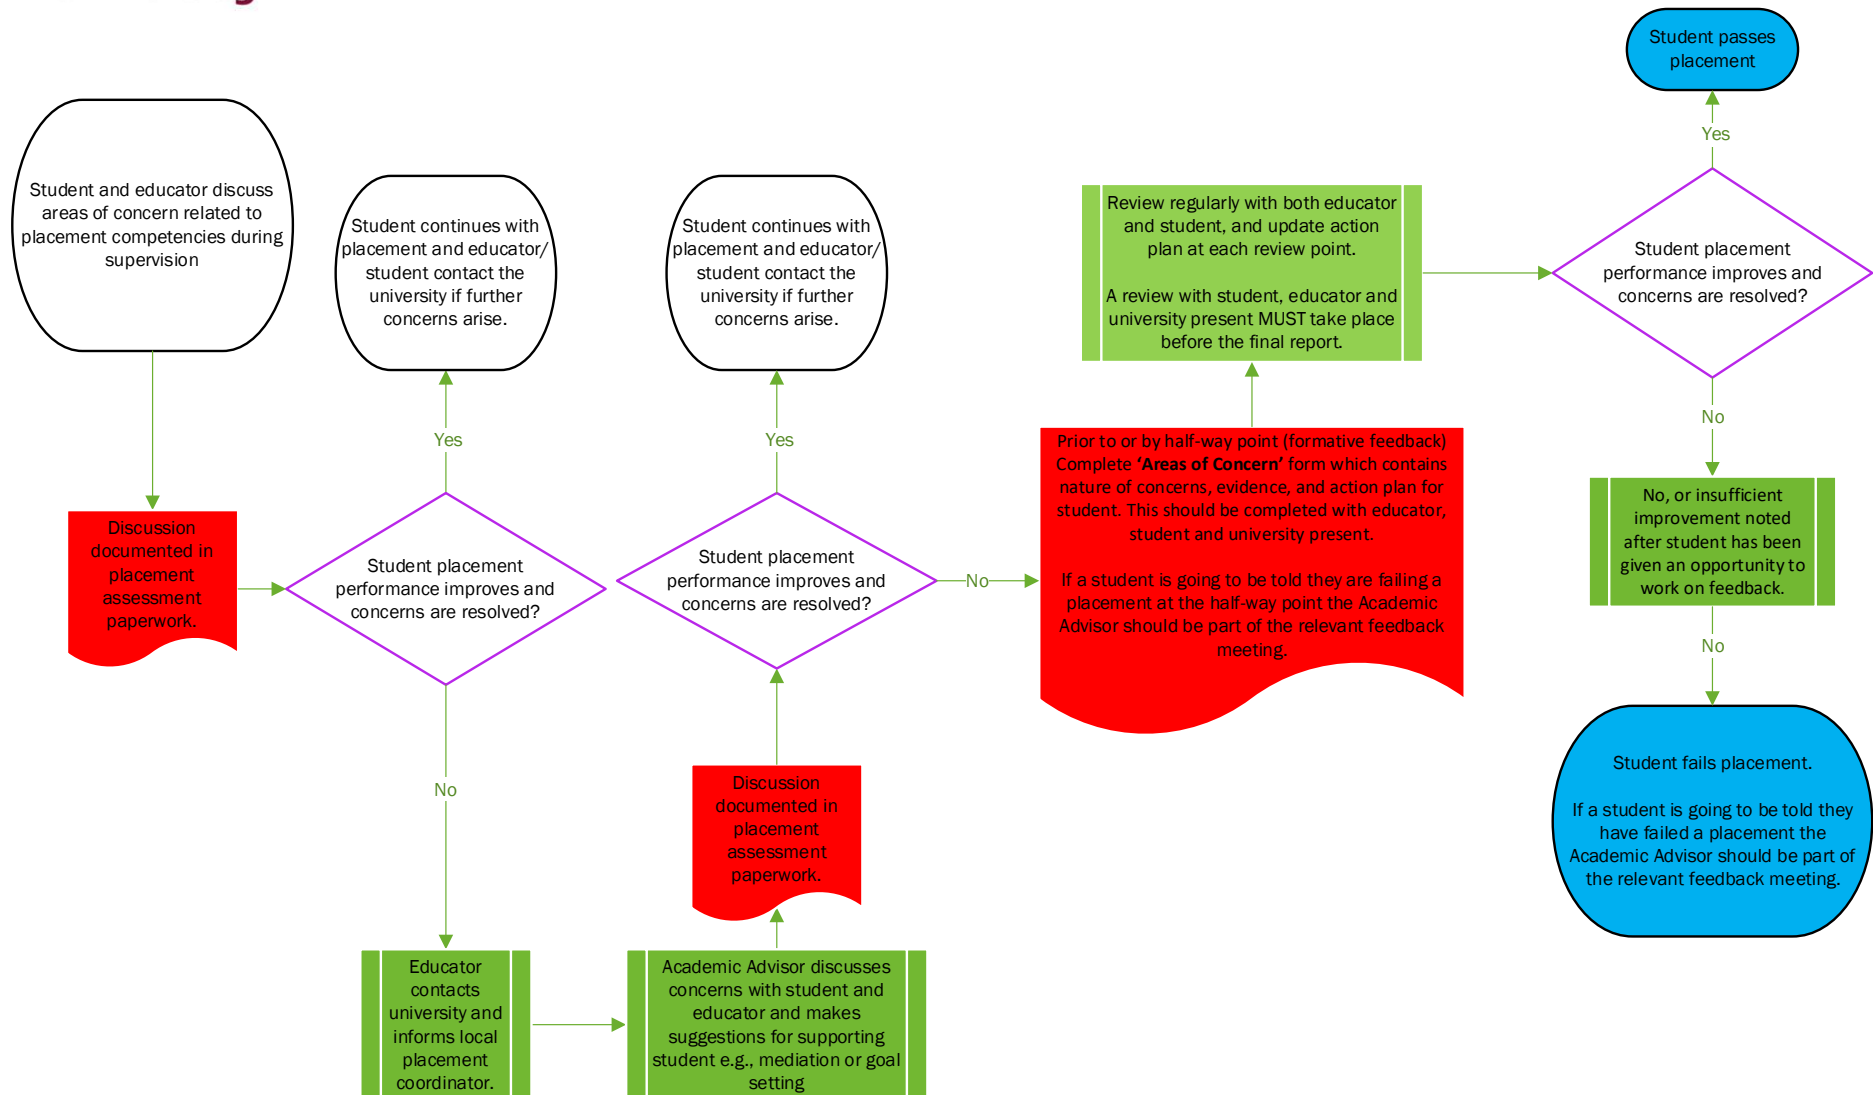 Student and educator discuss
areas of concern related to
placement competencies during
supervision
Discussion
documented in
placement
assessment
paperwork.
Student continues with
placement and educator/
student contact the
university if further
concerns arise.
Yes
Student placement
performance improves and
concerns are resolved?
No
Educator
contacts
university and
informs local
placement
coordinator.
Academic Advisor discusses
concerns with student and
educator and makes
suggestions for supporting
student e.g., mediation or goal
setting
Discussion
documented in
placement
assessment
paperwork.
Student placement
performance improves and
concerns are resolved?
Yes
Student continues with
placement and educator/
student contact the
university if further
concerns arise.
No
Prior to or by half-way point (formative feedback)
Complete ‘Areas of Concern’ form which contains
nature of concerns, evidence, and action plan for
student. This should be completed with educator,
student and university present.
If a student is going to be told they are failing a
placement at the half-way point the Academic
Advisor should be part of the relevant feedback
meeting.
Review regularly with both educator
and student, and update action
plan at each review point.
A review with student, educator and
university present MUST take place
before the final report.
Student placement
performance improves and
concerns are resolved?
Yes
Student passes
placement
No
No, or insufficient
improvement noted
after student has been
given an opportunity to
work on feedback.
No
Student fails placement.
If a student is going to be told they
have failed a placement the
Academic Advisor should be part of
the relevant feedback meeting.